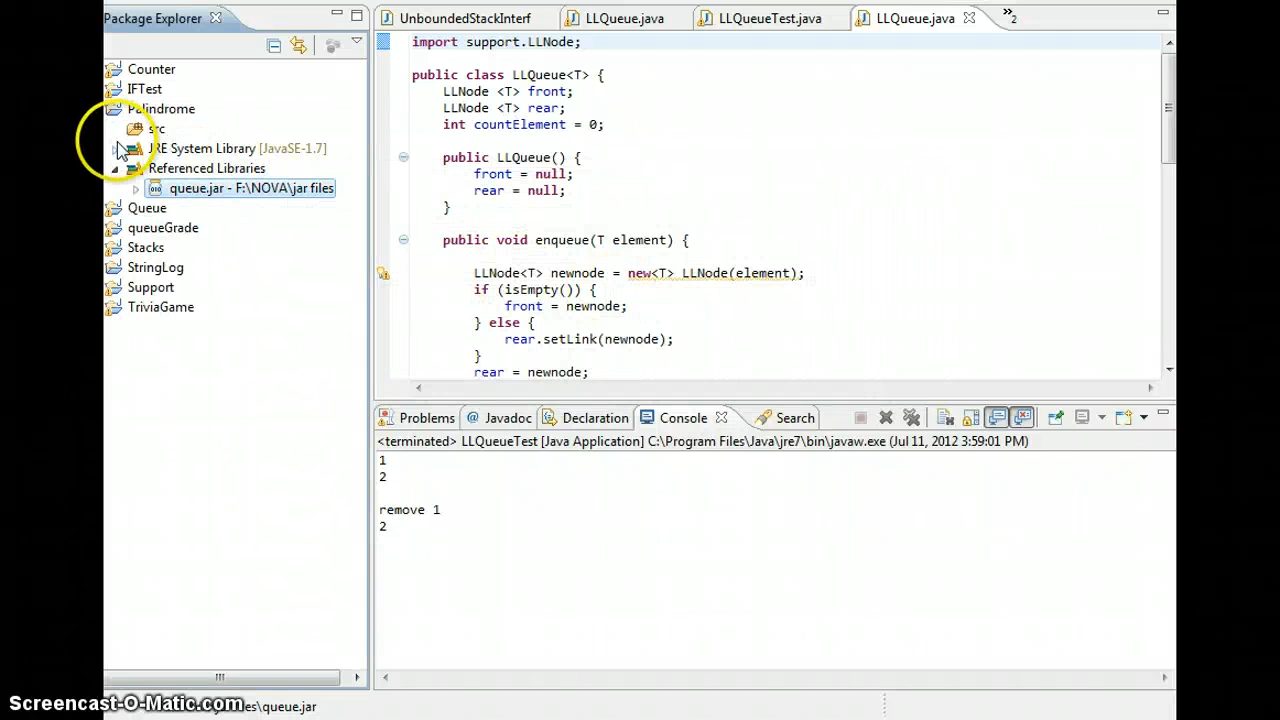 Package Explorer
Counter
IFTest
Palindrome
src
JRE System Library [JavaSE-1.7]
Referenced Libraries
queue.jar - F:\NOVA\jar files
Queue
queueGrade
Stacks
StringLog
Support
TriviaGame
UnboundedStackInterf
LLQueue.java
LLQueueTest.java
LLQueue.java
»2
import support.LLNode;
public class LLQueue<T> {
LLNode <T> front;
LLNode <T> rear;
int countElement = 0;
public LLQueue() {
front = null;
rear = null;
}
public void enqueue(T element) {
LLNode<T> newnode = new<T> LLNode(element);
if (isEmpty()) {
front = newnode;
} else {
rear.setLink(newnode);
}
rear = newnode;
Problems
@ Javadoc
Declaration
Console
Search
<terminated> LLQueueTest [Java Application] C:\Program Files\Java\jre7\bin\javaw.exe (Jul 11, 2012 3:59:01 PM)
1
2
remove 1
2
Screencast-O-Matic.com
\queue.jar